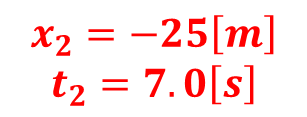 x₂ = −25[m]
t₂ = 7.0[s]